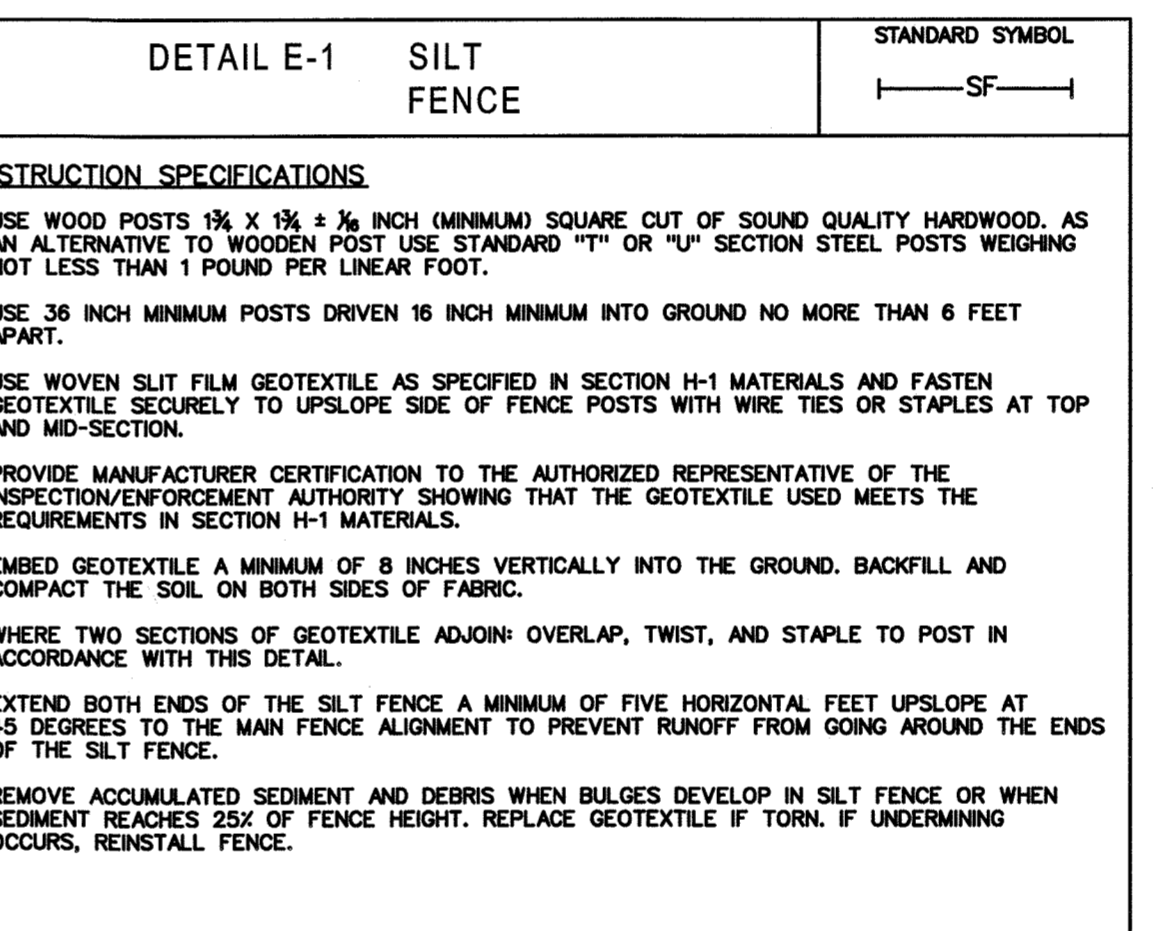 DETAIL E-1 SILT
FENCE
STANDARD SYMBOL
SF
STRUCTION SPECIFICATIONS
USE WOOD POSTS 1¾ X 1¾ ± 1/16 INCH (MINIMUM) SQUARE CUT OF SOUND QUALITY HARDWOOD. AS
AN ALTERNATIVE TO WOODEN POST USE STANDARD "T" OR "U" SECTION STEEL POSTS WEIGHING
NOT LESS THAN 1 POUND PER LINEAR FOOT.
USE 36 INCH MINIMUM POSTS DRIVEN 16 INCH MINIMUM INTO GROUND NO MORE THAN 6 FEET
APART.
USE WOVEN SLIT FILM GEOTEXTILE AS SPECIFIED IN SECTION H-1 MATERIALS AND FASTEN
GEOTEXTILE SECURELY TO UPSLOPE SIDE OF FENCE POSTS WITH WIRE TIES OR STAPLES AT TOP
AND MID-SECTION.
PROVIDE MANUFACTURER CERTIFICATION TO THE AUTHORIZED REPRESENTATIVE OF THE
INSPECTION/ENFORCEMENT AUTHORITY SHOWING THAT THE GEOTEXTILE USED MEETS THE
REQUIREMENTS IN SECTION H-1 MATERIALS.
EMBED GEOTEXTILE A MINIMUM OF 8 INCHES VERTICALLY INTO THE GROUND. BACKFILL AND
COMPACT THE SOIL ON BOTH SIDES OF FABRIC.
WHERE TWO SECTIONS OF GEOTEXTILE ADJOIN: OVERLAP, TWIST, AND STAPLE TO POST IN
ACCORDANCE WITH THIS DETAIL.
EXTEND BOTH ENDS OF THE SILT FENCE A MINIMUM OF FIVE HORIZONTAL FEET UPSLOPE AT
45 DEGREES TO THE MAIN FENCE ALIGNMENT TO PREVENT RUNOFF FROM GOING AROUND THE ENDS
OF THE SILT FENCE.
REMOVE ACCUMULATED SEDIMENT AND DEBRIS WHEN BULGES DEVELOP IN SILT FENCE OR WHEN
SEDIMENT REACHES 25% OF FENCE HEIGHT. REPLACE GEOTEXTILE IF TORN. IF UNDERMINING
OCCURS, REINSTALL FENCE.